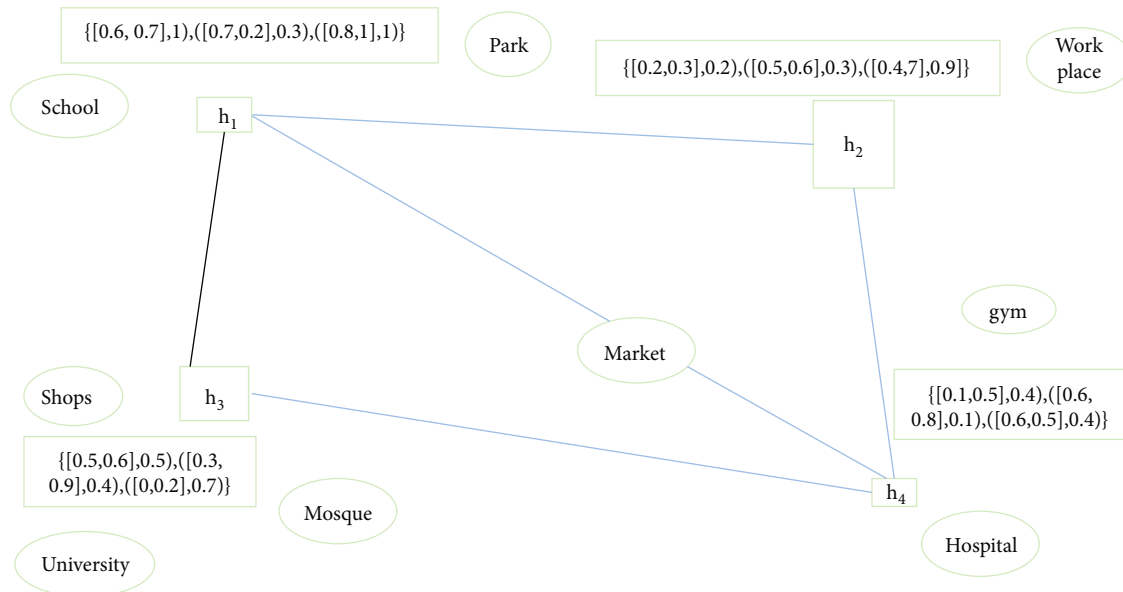 {[0.6, 0.7],1),([0.7,0.2],0.3),([0.8,1],1)}
Park
{[0.2,0.3],0.2),([0.5,0.6],0.3),([0.4,7],0.9]}
Work
place
School
h1
h2
gym
Market
Shops
h3
{[0.1,0.5],0.4),([0.6,
0.8],0.1),([0.6,0.5],0.4)}
{[0.5,0.6],0.5),([0.3,
0.9],0.4),([0,0.2],0.7)}
h4
Mosque
Hospital
University